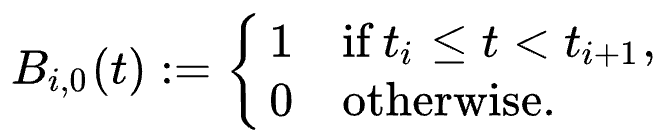 B_{i,0}(t) := { 1 if t_i ≤ t < t_{i+1},
0 otherwise.